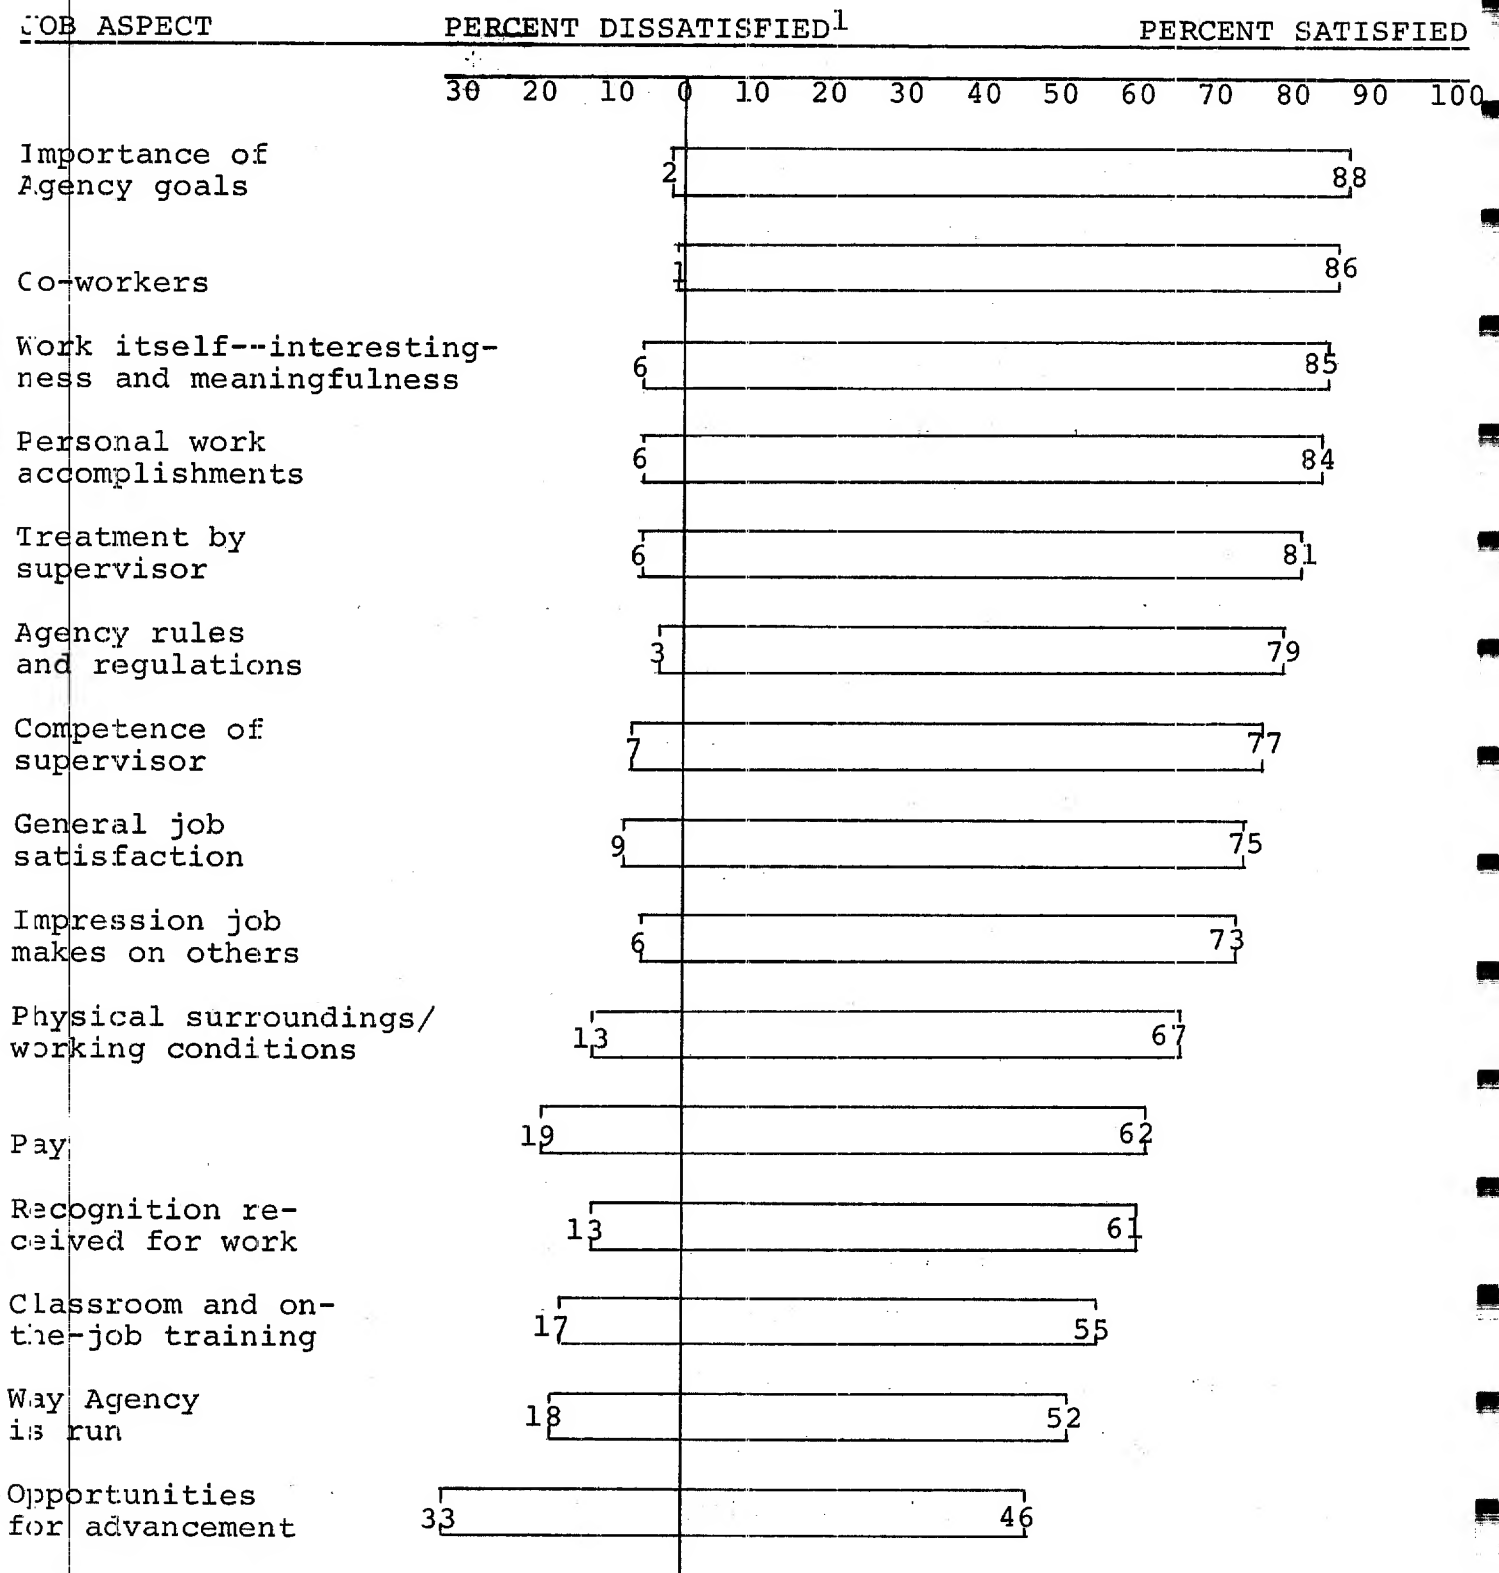 JOB ASPECT PERCENT DISSATISFIED1 PERCENT SATISFIED
30 20 10 0 10 20 30 40 50 60 70 80 90 100
Importance of
Agency goals
2 88
Co-workers
1 86
Work itself--interesting-
ness and meaningfulness
6 85
Personal work
accomplishments
6 84
Treatment by
supervisor
6 81
Agency rules
and regulations
3 79
Competence of
supervisor
7 77
General job
satisfaction
9 75
Impression job
makes on others
6 73
Physical surroundings/
working conditions
13 67
Pay
19 62
Recognition re-
ceived for work
13 61
Classroom and on-
the-job training
17 55
Way Agency
is run
18 52
Opportunities
for advancement
33 46